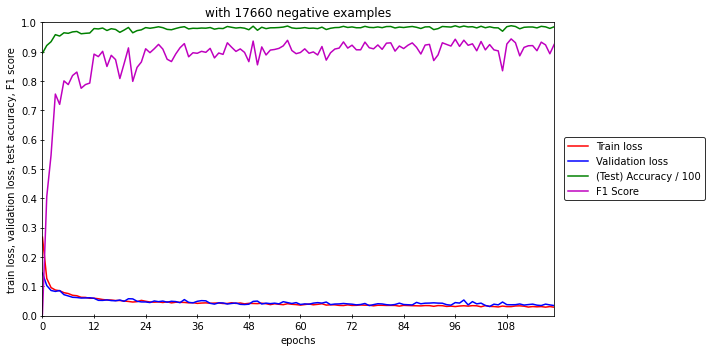 with 17660 negative examples
train loss, validation loss, test accuracy, F1 score
1.0
0.9
0.8
0.7
0.6
0.5
0.4
0.3
0.2
0.1
0.0
0 12 24 36 48 60 72 84 96 108
epochs
Train loss
Validation loss
(Test) Accuracy / 100
F1 Score